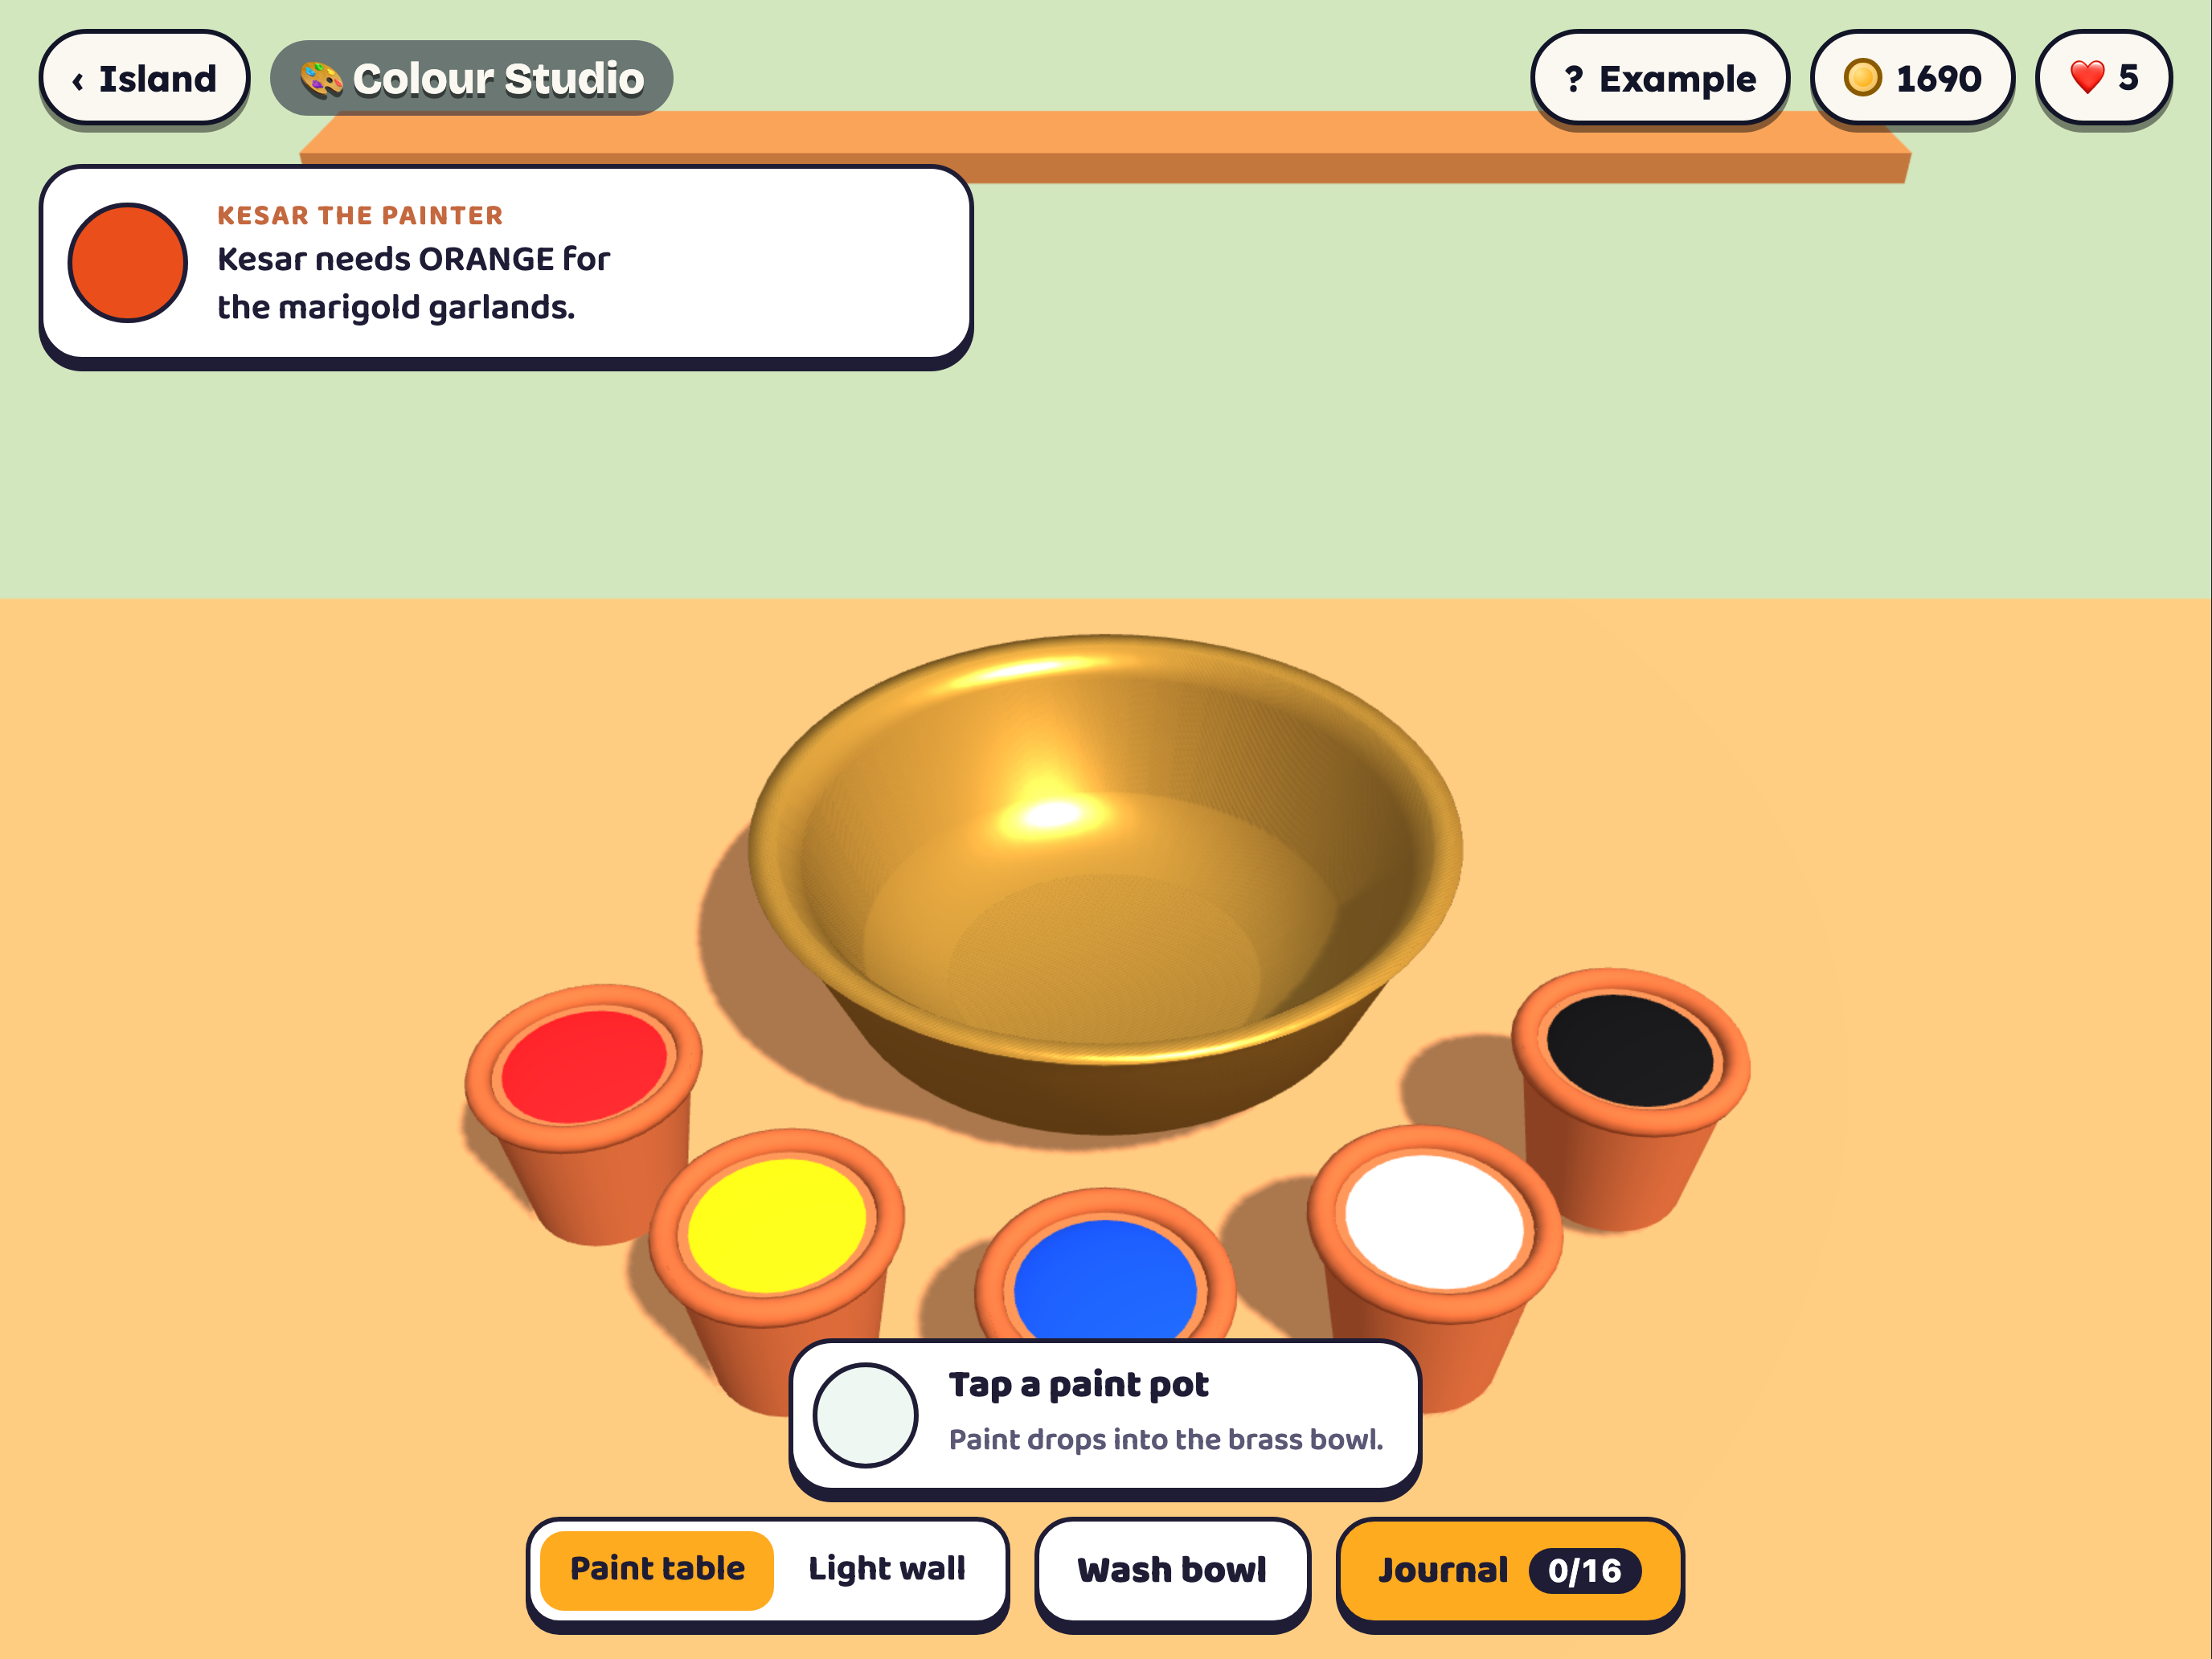 ‹ Island
🎨 Colour Studio
? Example
1690
❤️ 5
KESAR THE PAINTER
Kesar needs ORANGE for
the marigold garlands.
Tap a paint pot
Paint drops into the brass bowl.
Paint table
Light wall
Wash bowl
Journal 0/16